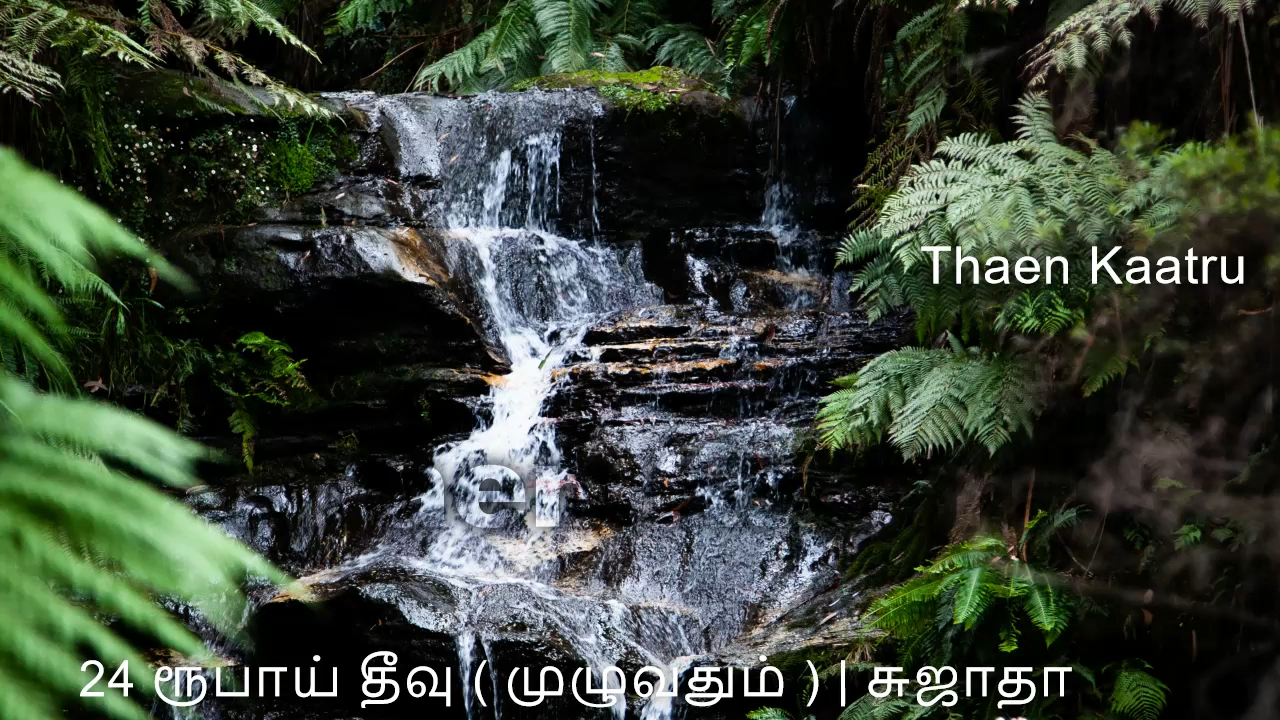 Thaen Kaatru
24 ரூபாய் தீவு ( முழுவதும் ) | சுஜாதா